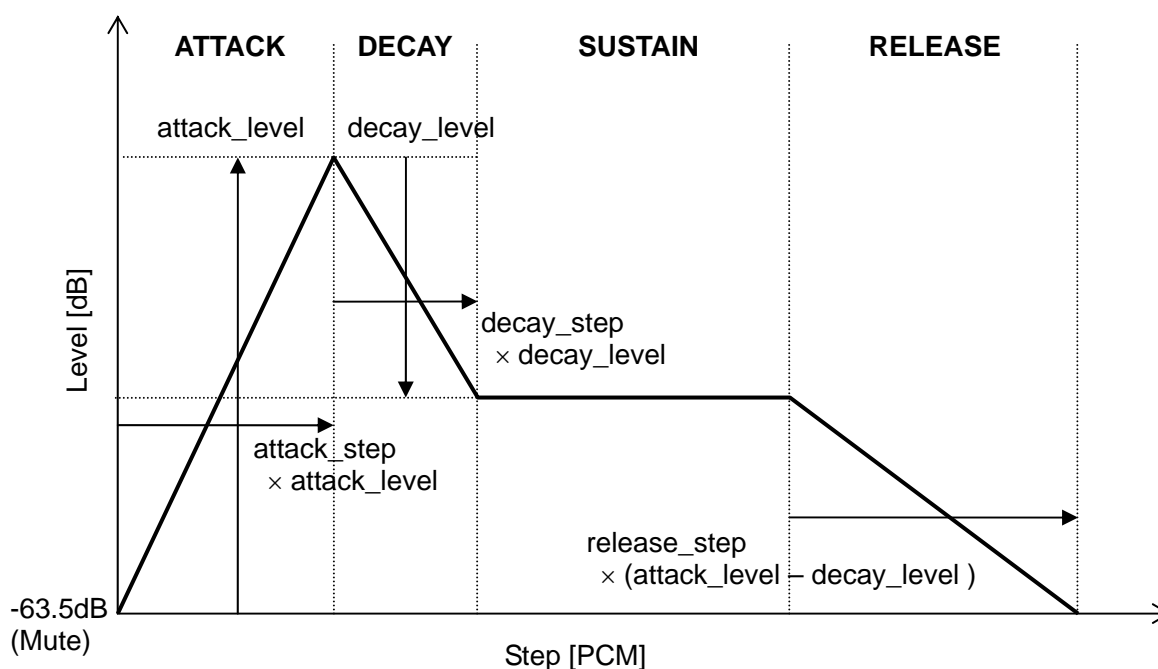 ATTACK
DECAY
SUSTAIN
RELEASE
attack_level
decay_level
Level [dB]
decay_step
× decay_level
attack_step
× attack_level
release_step
× (attack_level – decay_level )
-63.5dB
(Mute)
Step [PCM]